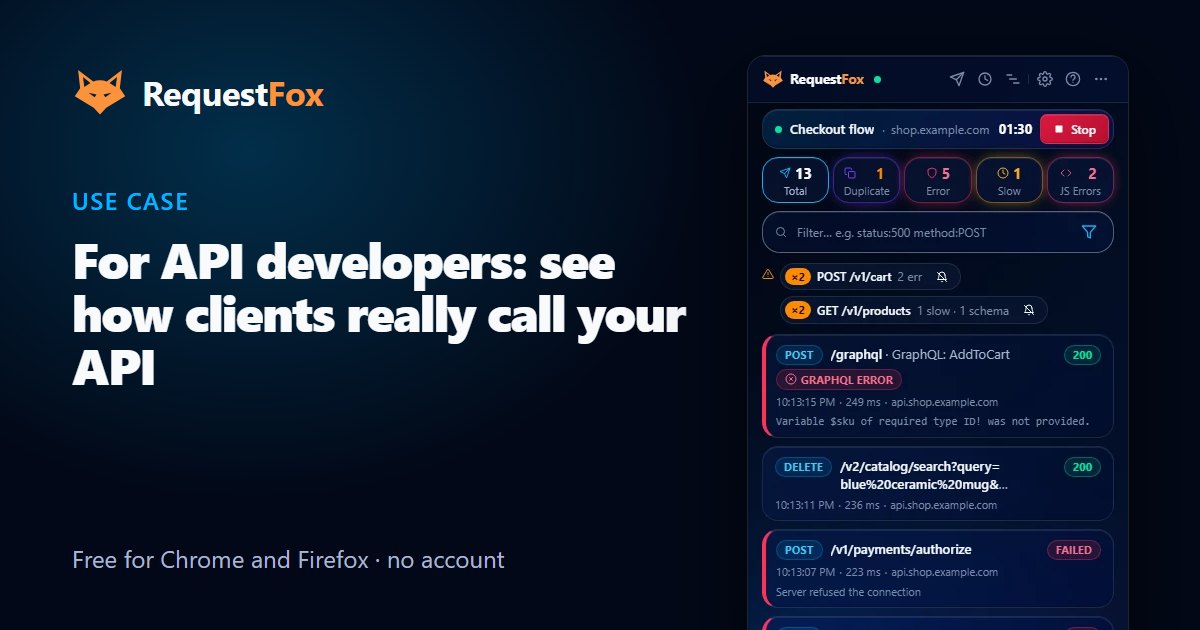 RequestFox
USE CASE
For API developers: see
how clients really call your
API
Free for Chrome and Firefox · no account
RequestFox
Checkout flow · shop.example.com 01:30 Stop
13 Total
1 Duplicate
5 Error
1 Slow
2 JS Errors
Filter... e.g. status:500 method:POST
×2 POST /v1/cart 2 err
×2 GET /v1/products 1 slow · 1 schema
POST /graphql · GraphQL: AddToCart 200
GRAPHQL ERROR
10:13:15 PM · 249 ms · api.shop.example.com
Variable $sku of required type ID! was not provided.
DELETE /v2/catalog/search?query= 200
blue%20ceramic%20mug&...
10:13:11 PM · 236 ms · api.shop.example.com
POST /v1/payments/authorize FAILED
10:13:07 PM · 223 ms · api.shop.example.com
Server refused the connection